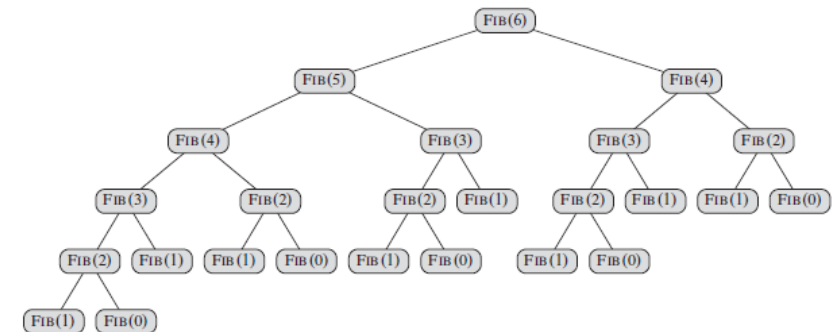 FIB(6)
FIB(5) FIB(4)
FIB(4) FIB(3) FIB(3) FIB(2)
FIB(3) FIB(2) FIB(2) FIB(1) FIB(2) FIB(1) FIB(1) FIB(0)
FIB(2) FIB(1) FIB(1) FIB(0) FIB(1) FIB(0) FIB(1) FIB(0)
FIB(1) FIB(0)